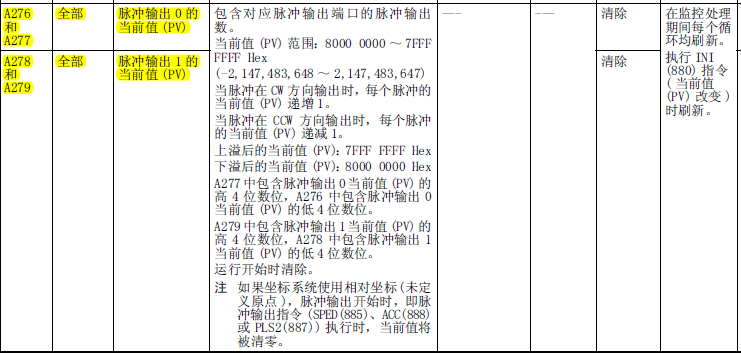 A276
和
A277
全部
脉冲输出 0 的
当前值 (PV)
包含对应脉冲输出端口的脉冲输出
数。
当前值 (PV) 范围: 8000 0000 ~ 7FFF
FFFF Hex
(-2,147,483,648 ~ 2,147,483,647)
当脉冲在 CW 方向输出时,每个脉冲的
当前值 (PV) 递增 1。
当脉冲在 CCW 方向输出时,每个脉冲
的当前值 (PV) 递减 1。
上溢后的当前值 (PV): 7FFF FFFF Hex
下溢后的当前值 (PV): 8000 0000 Hex
A277 中包含脉冲输出 0 当前值 (PV) 的
高 4 位数位, A276 中包含脉冲输出 0
当前值 (PV) 的低 4 位数位。
A279 中包含脉冲输出 1 当前值 (PV) 的
高 4 位数位, A278 中包含脉冲输出 1
当前值 (PV) 的低 4 位数位。
运行开始时清除。
注 如果坐标系统使用相对坐标 (未定
义原点 ), 脉冲输出开始时, 即脉
冲输出指令 (SPED(885)、ACC(888)
或 PLS2(887)) 执行时, 当前值将
被清零。
---
---
清除
在监控处理
期间每个循
环均刷新。
执行 INI
(880) 指令
( 当前值
(PV) 改变 )
时刷新。
A278
和
A279
全部
脉冲输出 1 的
当前值 (PV)
清除